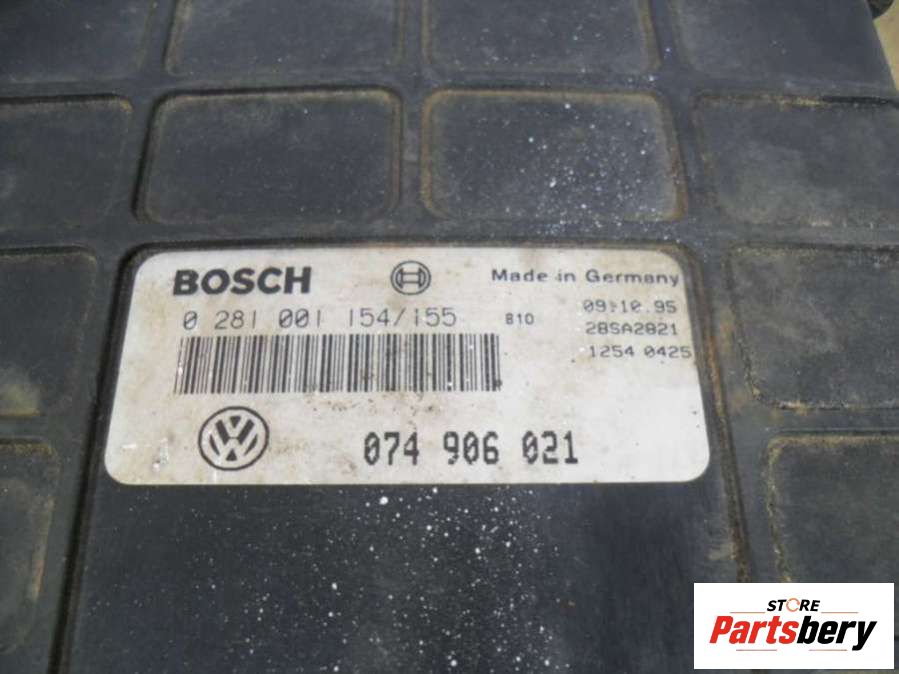 BOSCH
Made in Germany
0 281 001 154/155
B10
09.10.95
28SA2821
1254 0425
074 906 021
STORE
Partsbery